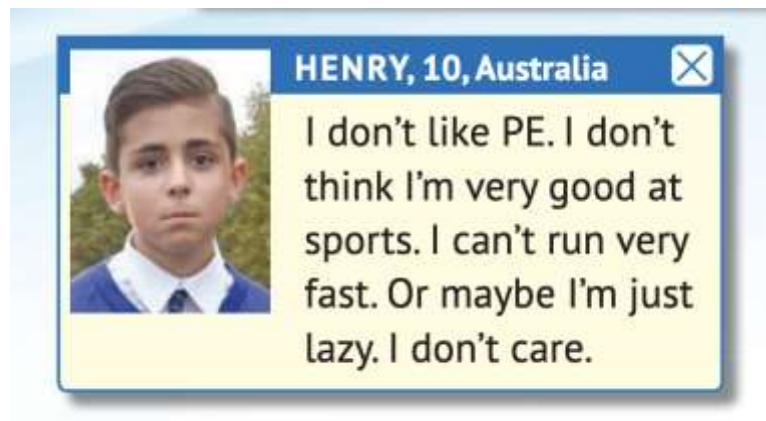 HENRY, 10, Australia
I don't like PE. I don't
think I'm very good at
sports. I can't run very
fast. Or maybe I'm just
lazy. I don't care.